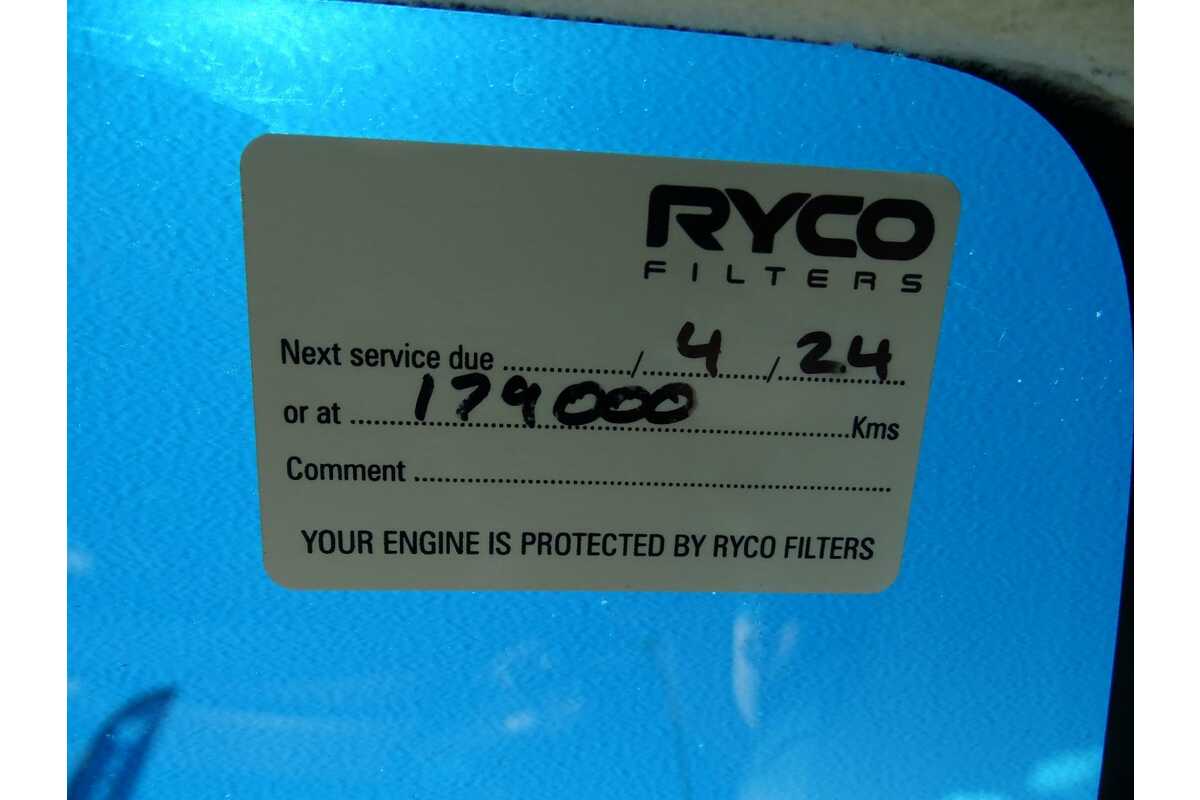 RYCO
FILTERS
Next service due ............/ 4 / 24
or at 179000 Kms
Comment ............
YOUR ENGINE IS PROTECTED BY RYCO FILTERS